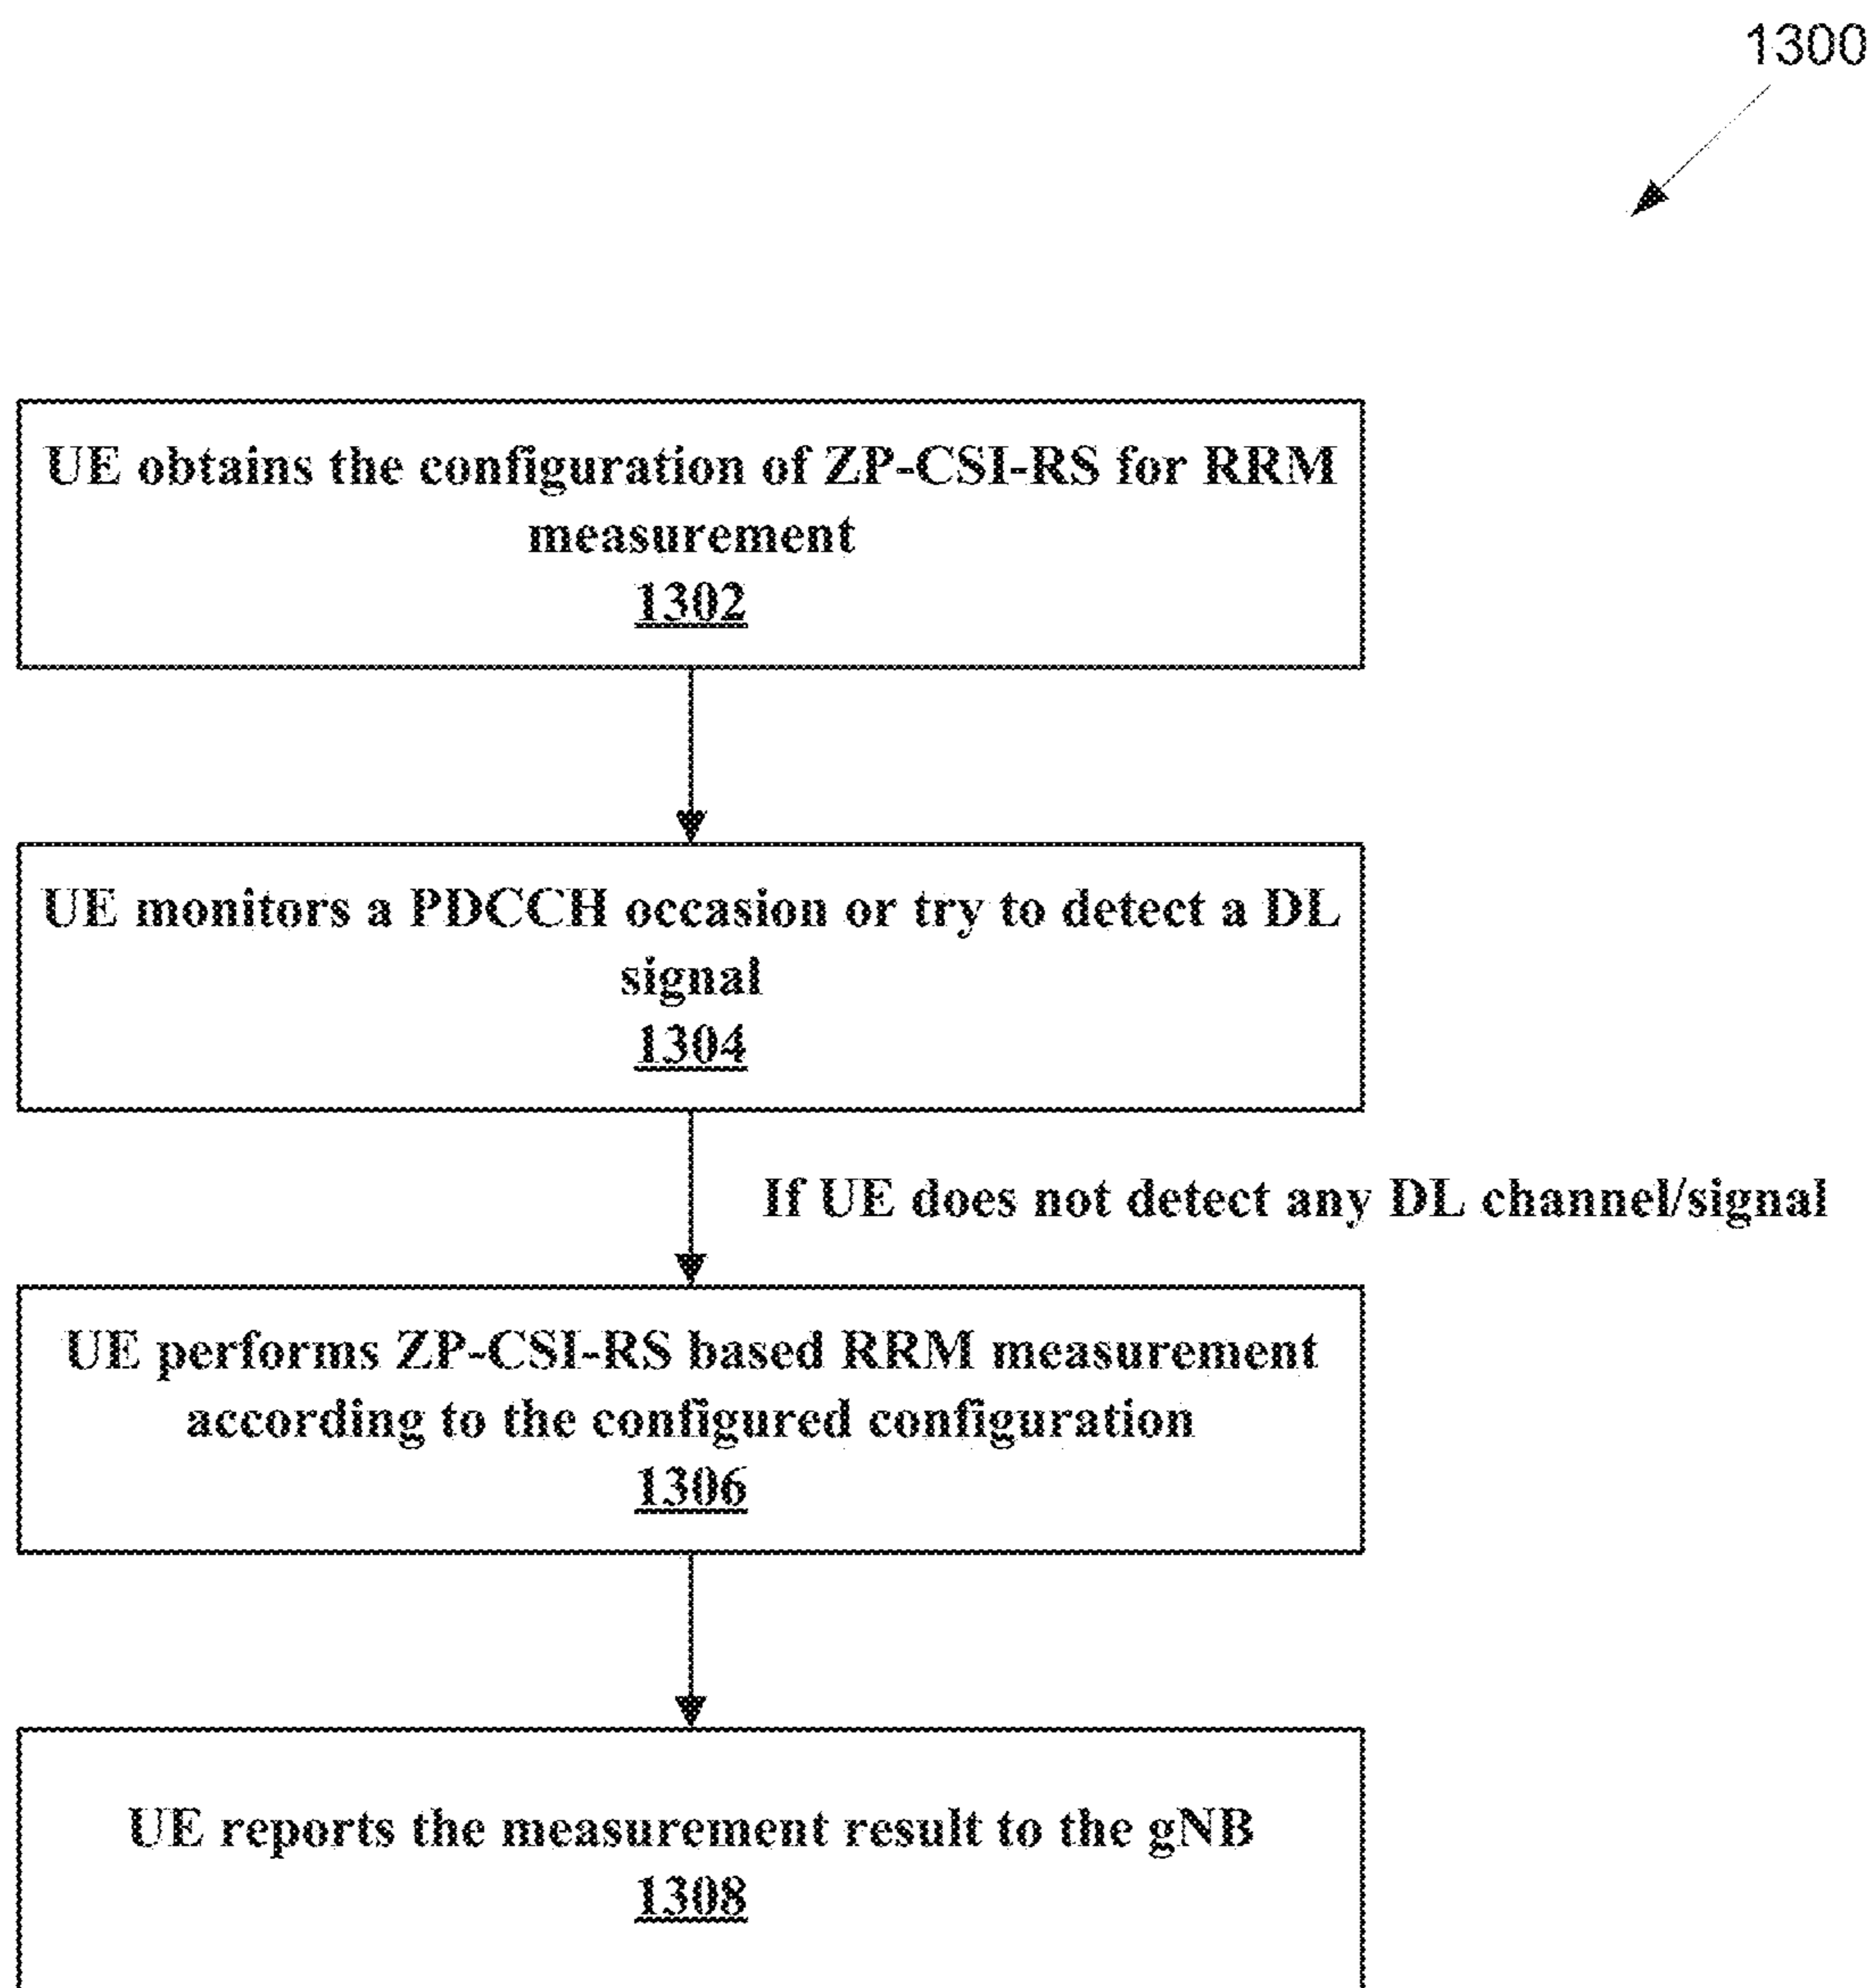 1300
UE obtains the configuration of ZP-CSI-RS for RRM
measurement
1302
UE monitors a PDCCH occasion or try to detect a DL
signal
1304
If UE does not detect any DL channel/signal
UE performs ZP-CSI-RS based RRM measurement
according to the configured configuration
1306
UE reports the measurement result to the gNB
1308